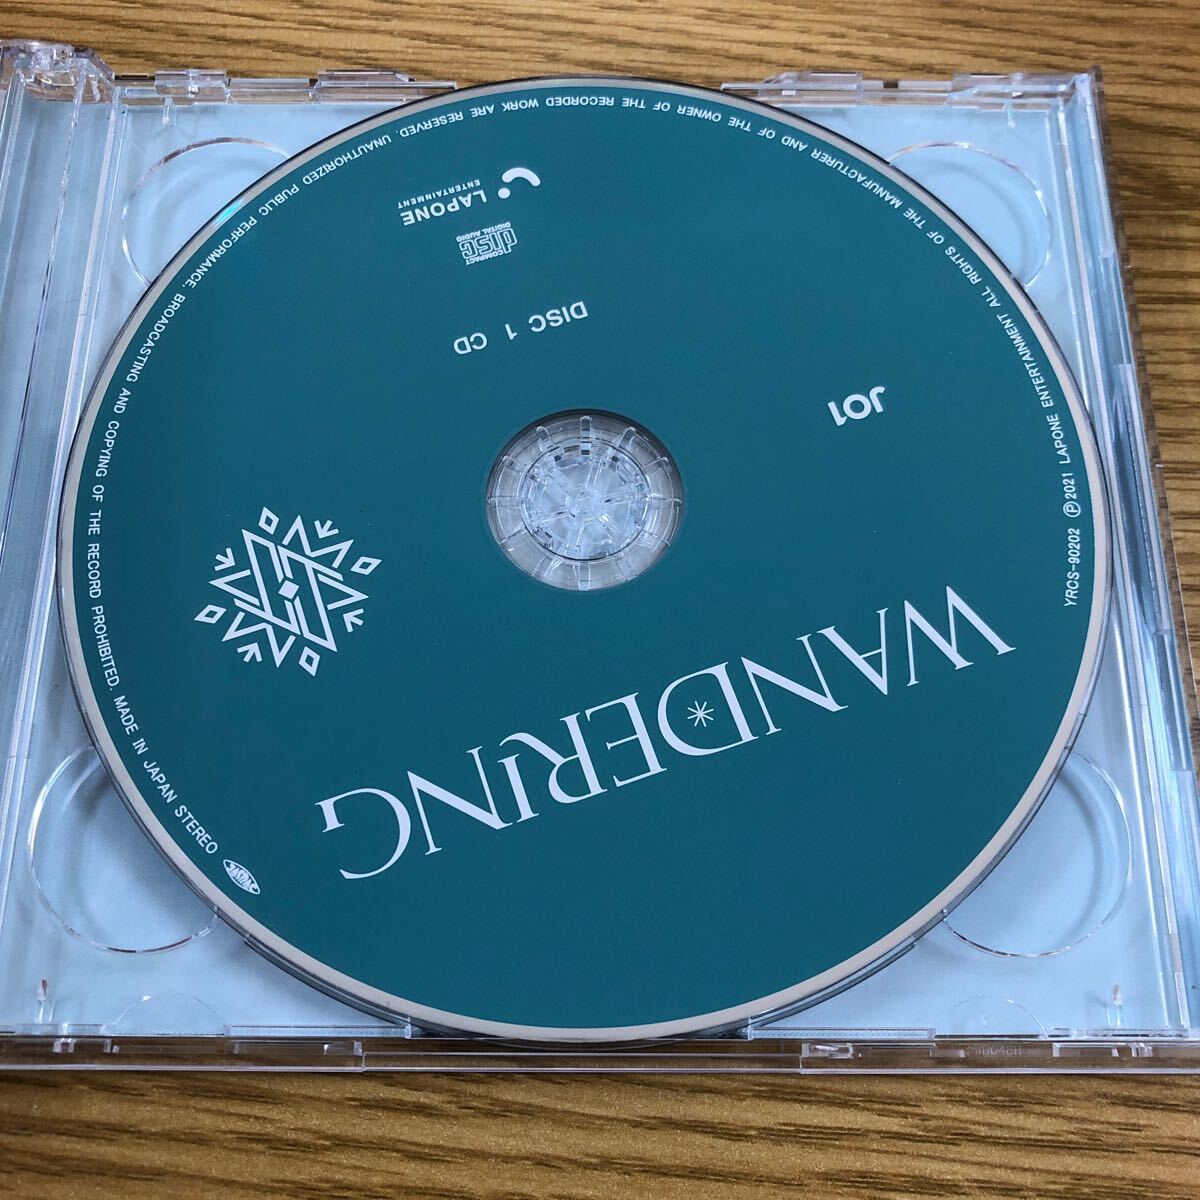 WANDERING
JO1
DISC 1 CD
COMPACT
disc
DIGITAL AUDIO
LAPONE
ENTERTAINMENT
YRCS-90202 Ⓟ2021 LAPONE ENTERTAINMENT ALL RIGHTS OF THE MANUFACTURER AND OF THE OWNER OF THE RECORDED WORK ARE RESERVED. UNAUTHORIZED PUBLIC PERFORMANCE, BROADCASTING AND COPYING OF THE RECORD PROHIBITED. MADE IN JAPAN STEREO